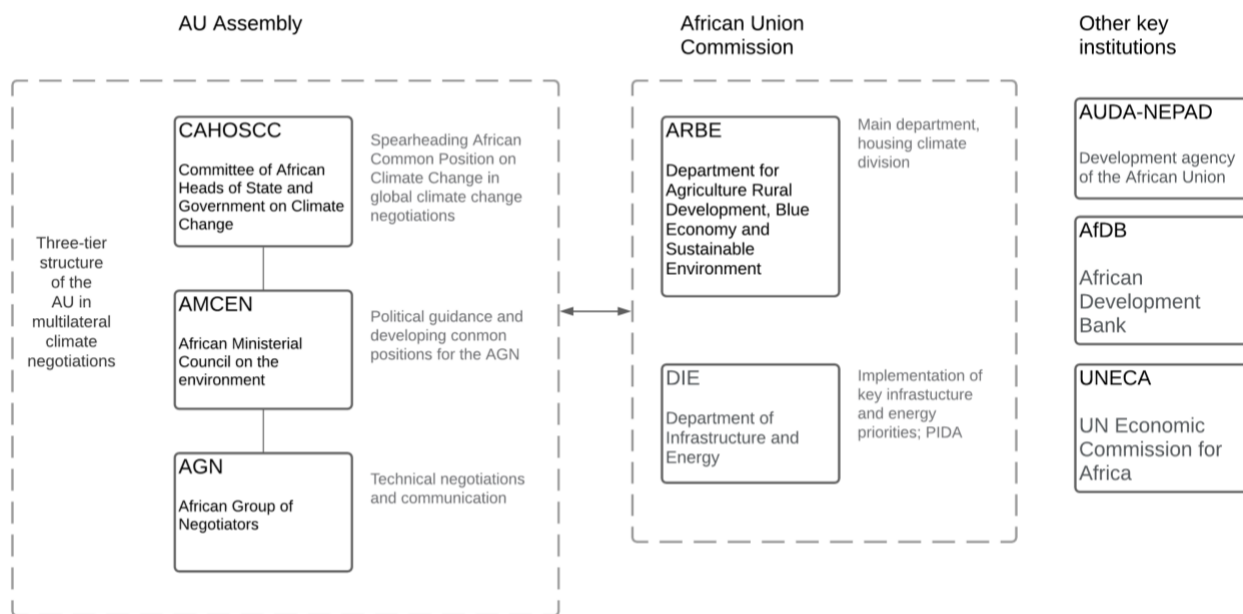 AU Assembly
African Union
Commission
Other key
institutions
Three-tier
structure
of the
AU in
multilateral
climate
negotiations
CAHOSCC
Committee of African
Heads of State and
Government on Climate
Change
Spearheading African
Common Position on
Climate Change in
global climate change
negotiations
AMCEN
African Ministerial
Council on the
environment
Political guidance and
developing conmon
positions for the AGN
AGN
African Group of
Negotiators
Technical negotiations
and communication
ARBE
Department for
Agriculture Rural
Development, Blue
Economy and
Sustainable
Environment
Main department,
housing climate
division
DIE
Department of
Infrastructure and
Energy
Implementation of
key infrastucture
and energy
priorities; PIDA
AUDA-NEPAD
Development agency
of the African Union
AfDB
African
Development
Bank
UNECA
UN Economic
Commission for
Africa